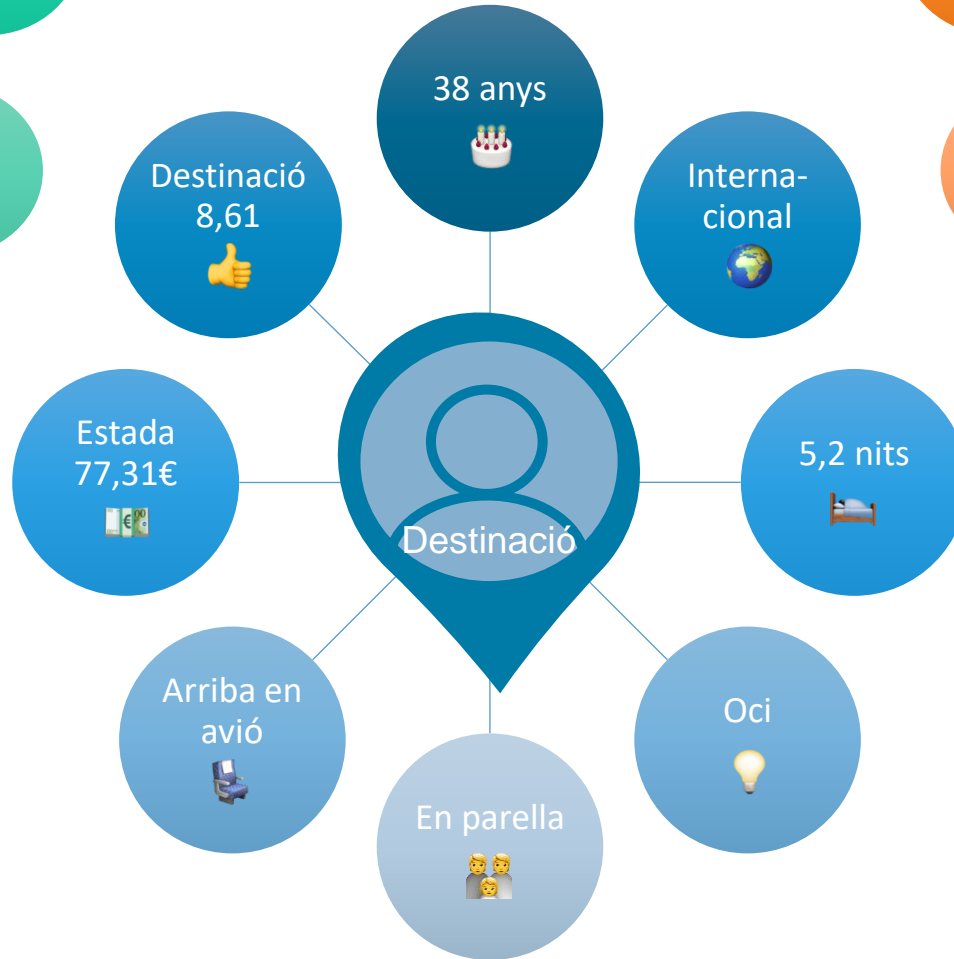 38 anys
Destinació
8,61
Interna-
cional
Estada
77,31€
5,2 nits
Destinació
Arriba en
avió
Oci
En parella